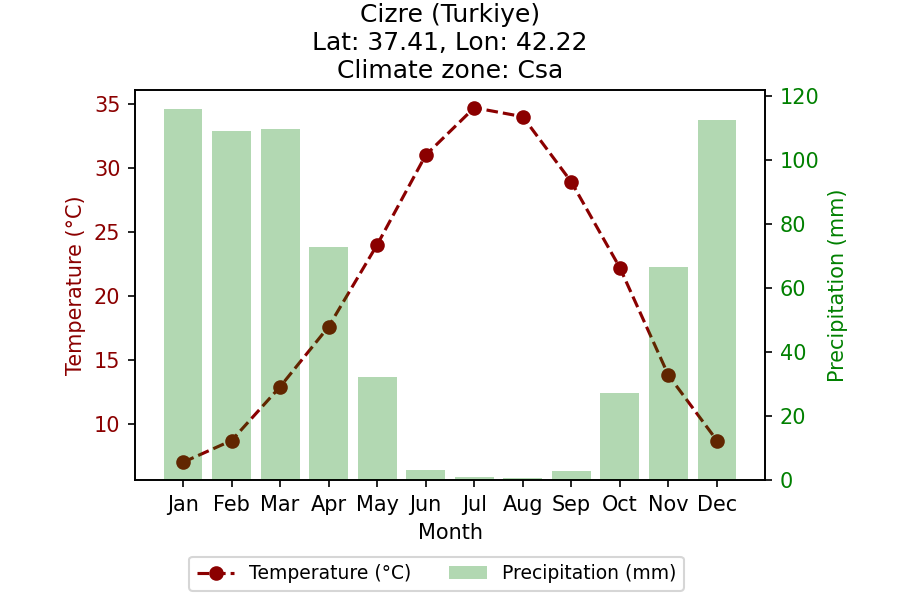 Cizre (Turkiye)
Lat: 37.41, Lon: 42.22
Climate zone: Csa
Temperature (°C)
35
30
25
20
15
10
Precipitation (mm)
120
100
80
60
40
20
0
Jan Feb Mar Apr May Jun Jul Aug Sep Oct Nov Dec
Month
Temperature (°C) Precipitation (mm)